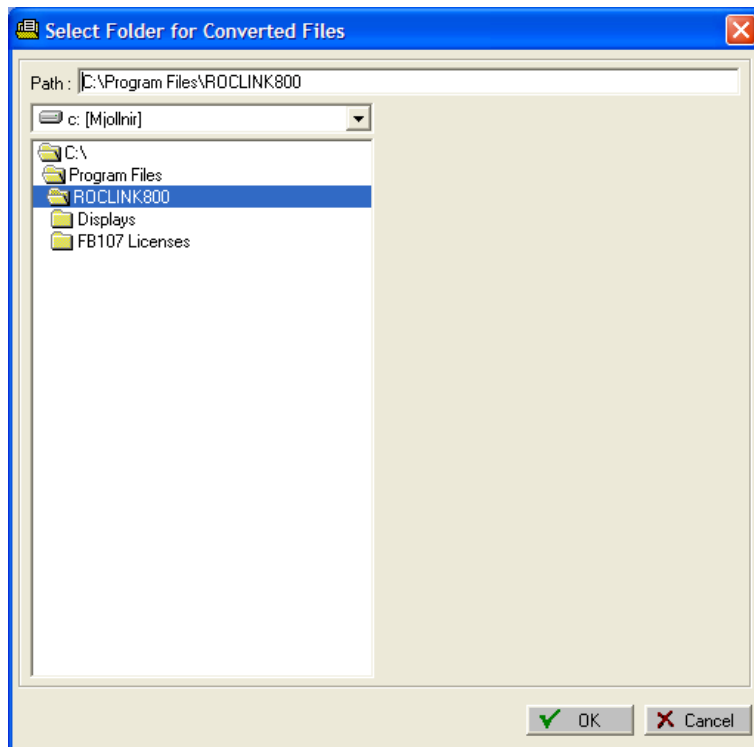 Select Folder for Converted Files
Path : C:\Program Files\ROCLINK800
c: [Mjollnir]
C:\
Program Files
ROCLINK800
Displays
FB107 Licenses
OK
Cancel